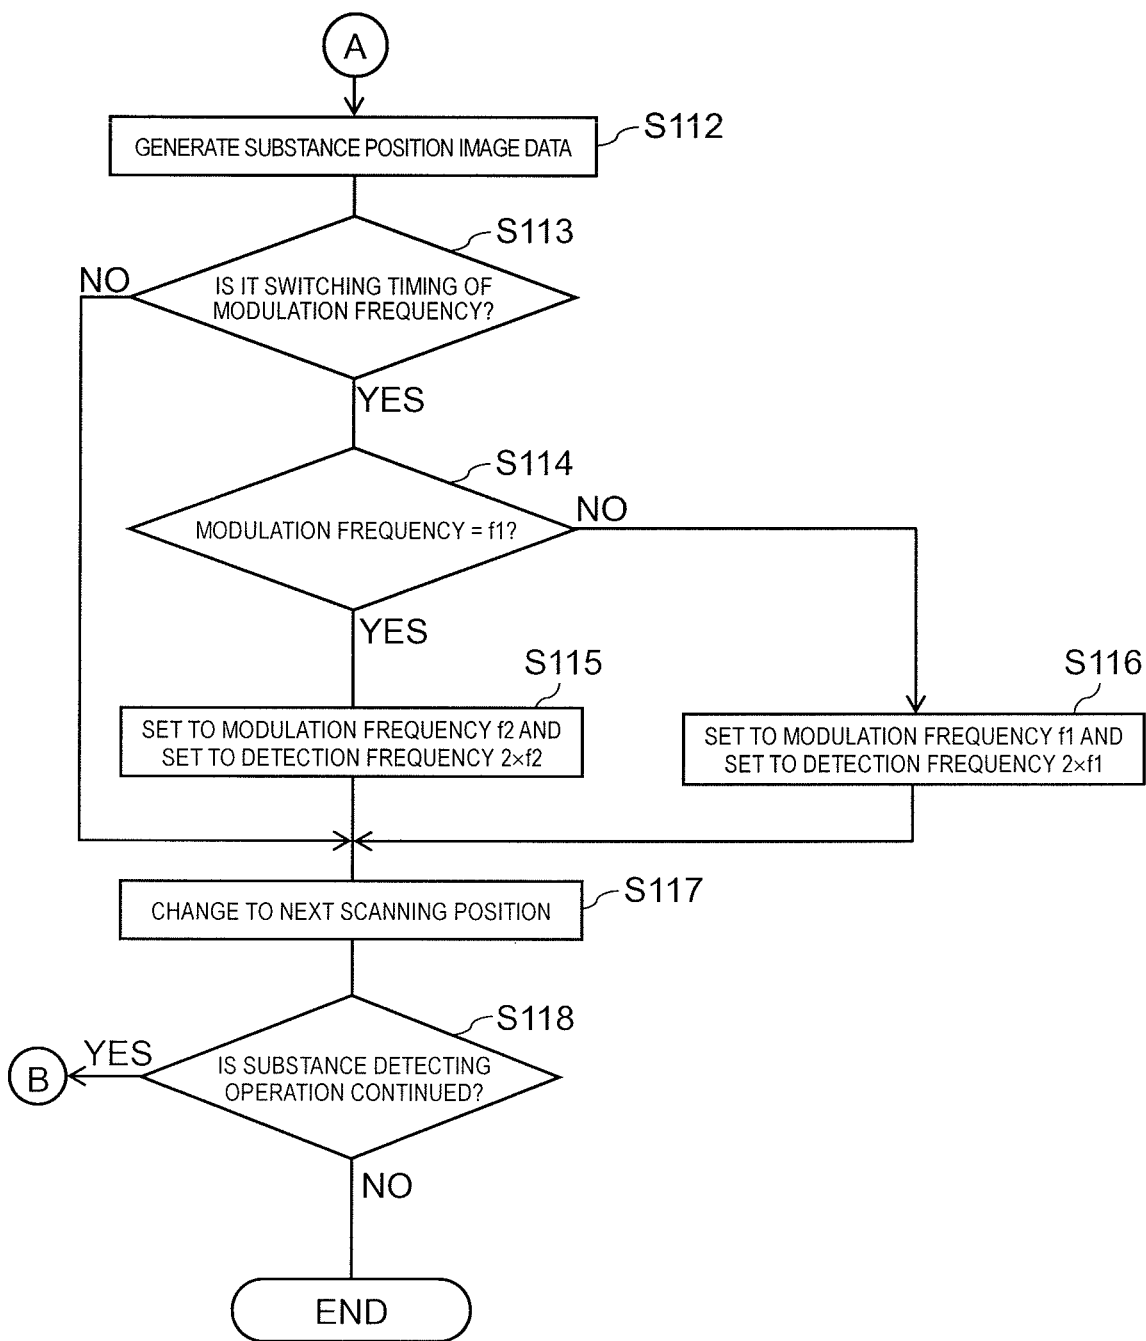 A
S112
GENERATE SUBSTANCE POSITION IMAGE DATA
S113
NO
IS IT SWITCHING TIMING OF
MODULATION FREQUENCY?
YES
S114
NO
MODULATION FREQUENCY = f1?
YES
S115
S116
SET TO MODULATION FREQUENCY f2 AND
SET TO DETECTION FREQUENCY 2×f2
SET TO MODULATION FREQUENCY f1 AND
SET TO DETECTION FREQUENCY 2×f1
S117
CHANGE TO NEXT SCANNING POSITION
S118
YES
B
IS SUBSTANCE DETECTING
OPERATION CONTINUED?
NO
END